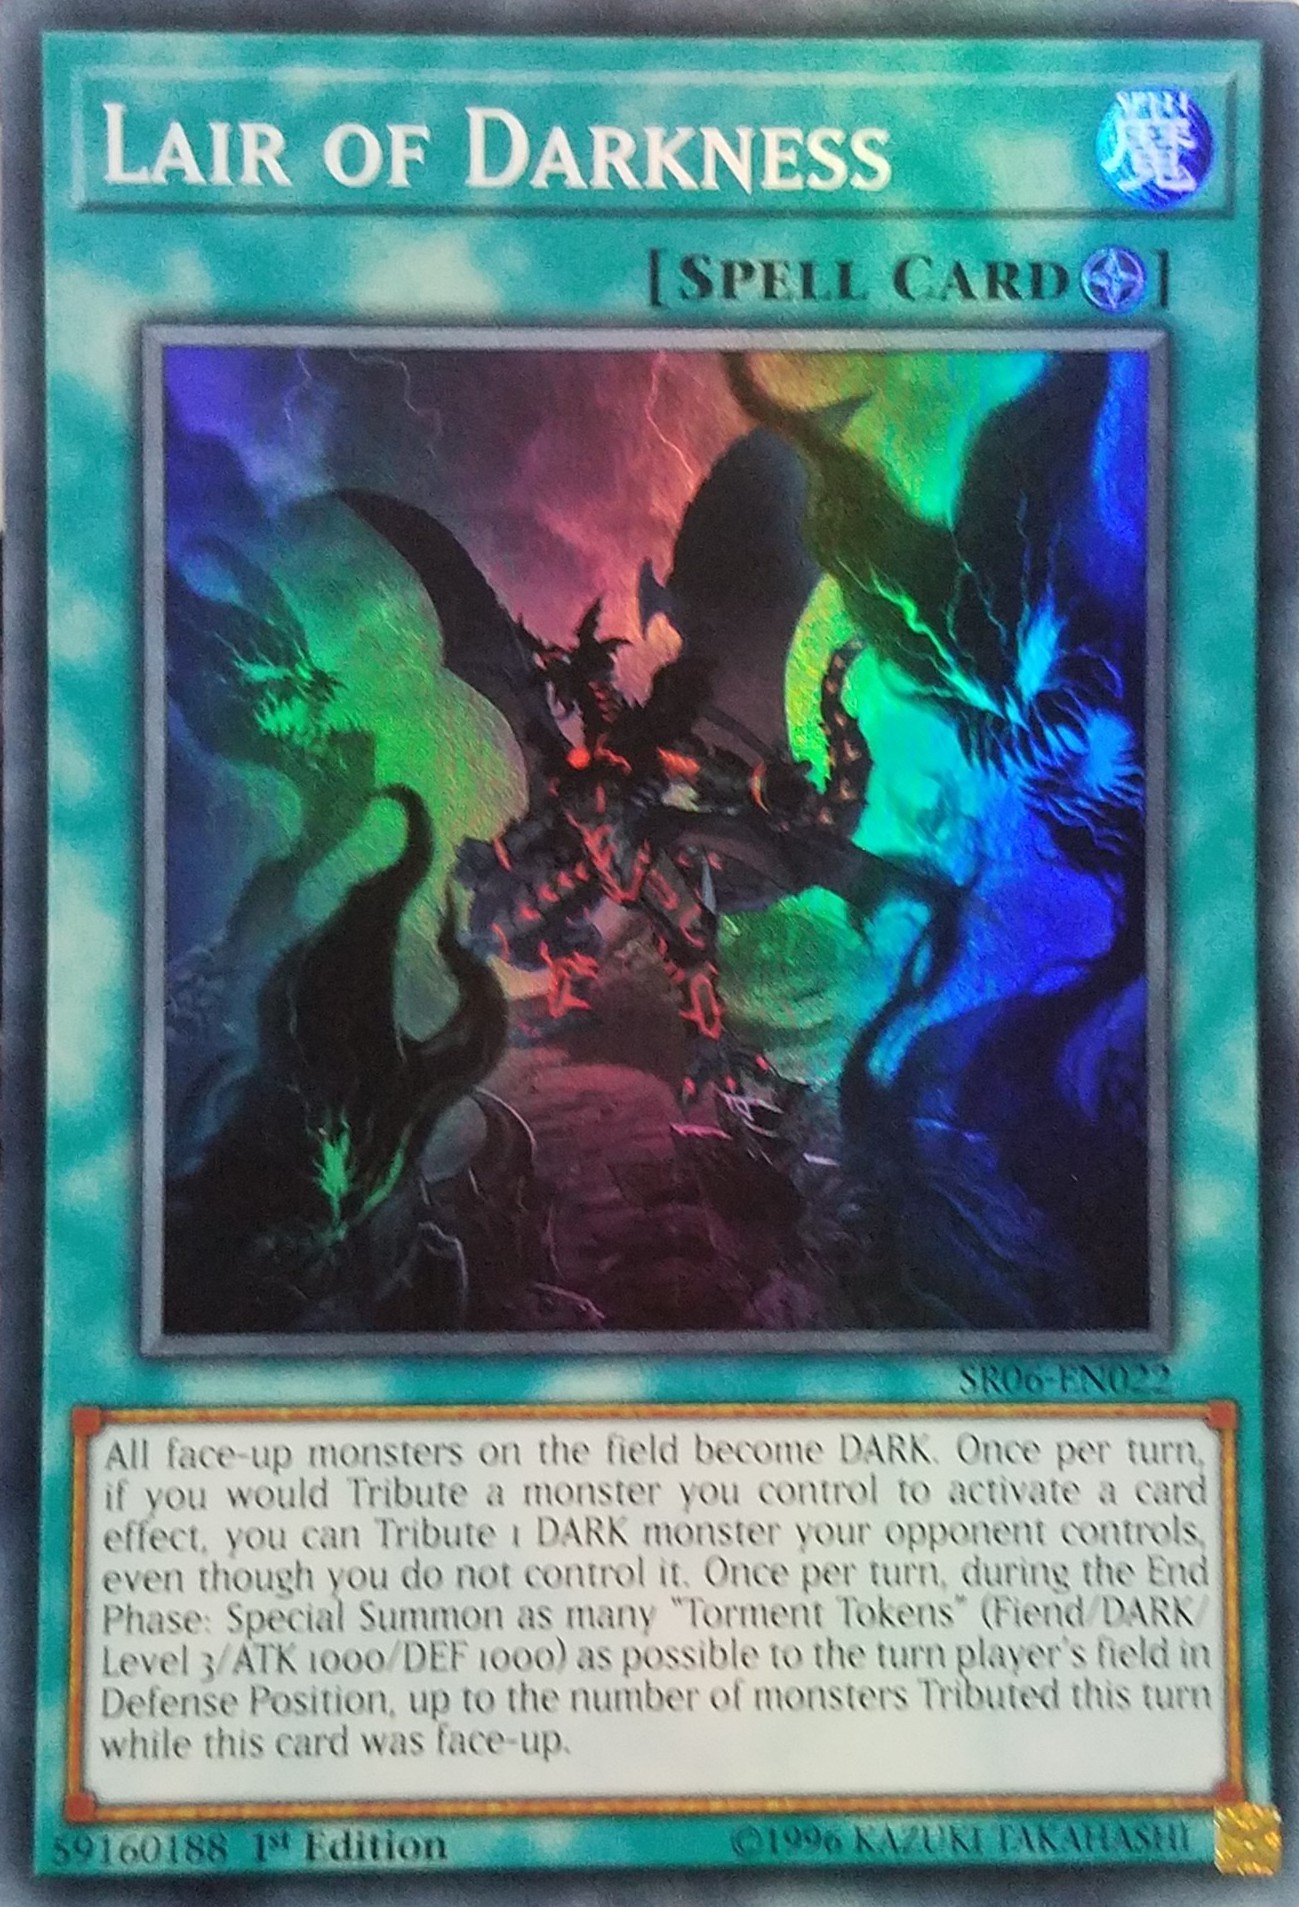 LAIR OF DARKNESS
SPELL
魔
[SPELL CARD]
SR06-EN022
All face-up monsters on the field become DARK. Once per turn,
if you would Tribute a monster you control to activate a card
effect, you can Tribute 1 DARK monster your opponent controls,
even though you do not control it. Once per turn, during the End
Phase: Special Summon as many "Torment Tokens" (Fiend/DARK/
Level 3/ATK 1000/DEF 1000) as possible to the turn player's field in
Defense Position, up to the number of monsters Tributed this turn
while this card was face-up.
59160188 1st Edition
©1996 KAZUKI TAKAHASHI